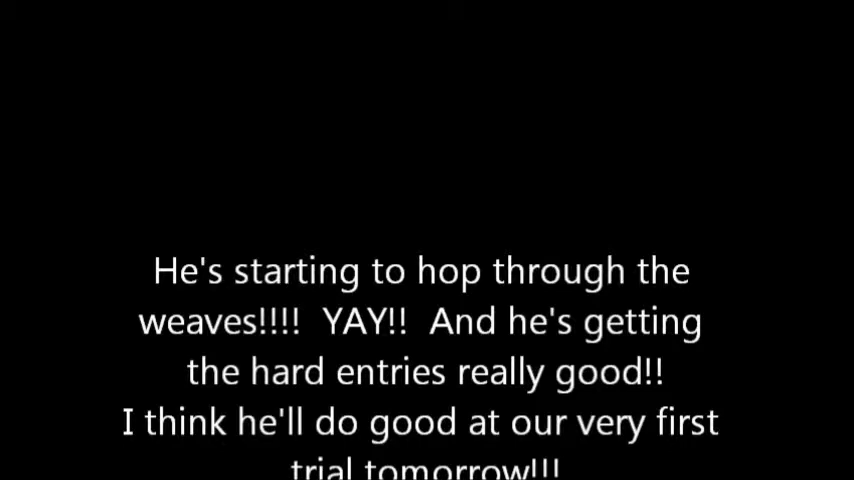 He's starting to hop through the
weaves!!!!  YAY!!  And he's getting
the hard entries really good!!
I think he'll do good at our very first
trial tomorrow!!!